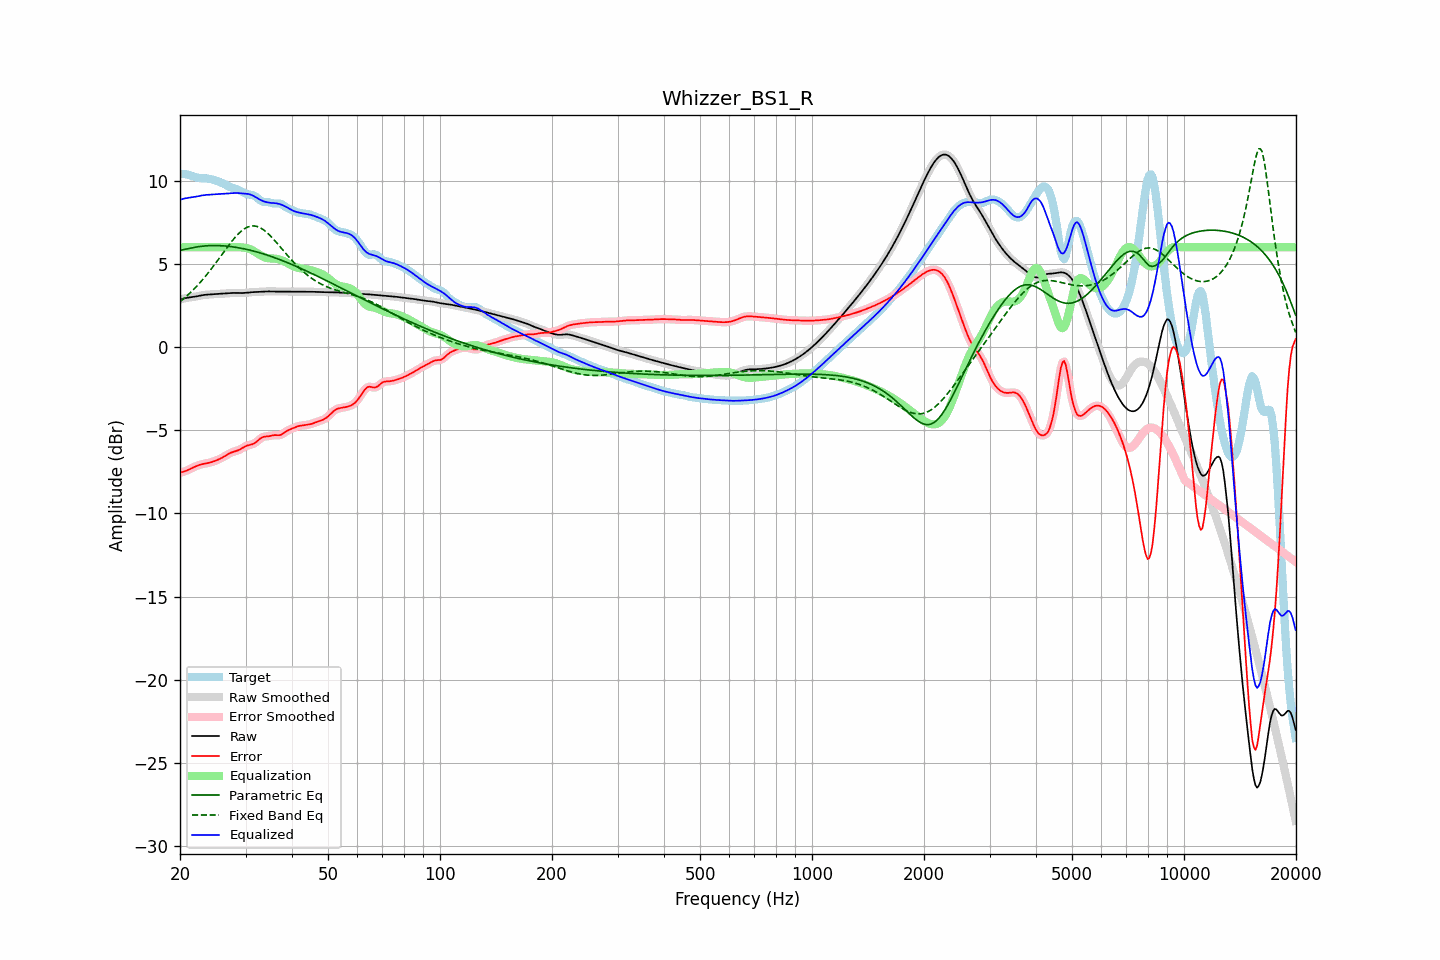 Whizzer_BS1_R
Amplitude (dBr)
10
5
0
−5
−10
−15
−20
−25
−30
Target
Raw Smoothed
Error Smoothed
Raw
Error
Equalization
Parametric Eq
Fixed Band Eq
Equalized
20 50 100 200 500 1000 2000 5000 10000 20000
Frequency (Hz)